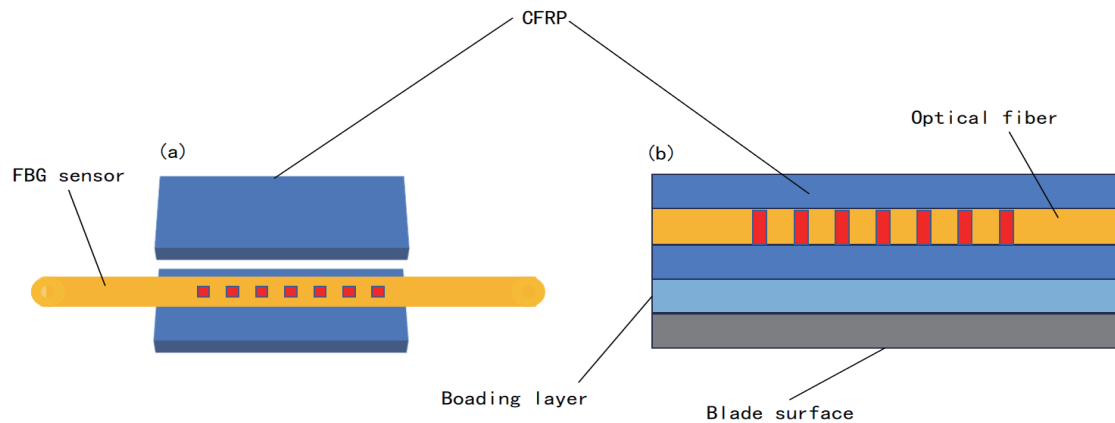 CFRP
Optical fiber
(a)
(b)
FBG sensor
Boading layer
Blade surface